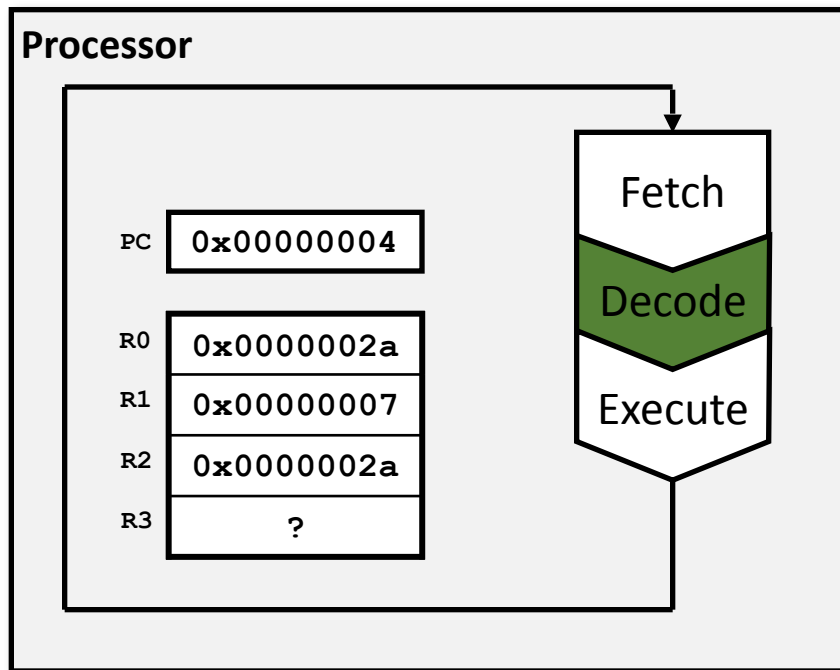 Processor
Fetch
PC 0x00000004
Decode
R0 0x0000002a
R1 0x00000007
Execute
R2 0x0000002a
R3 ?